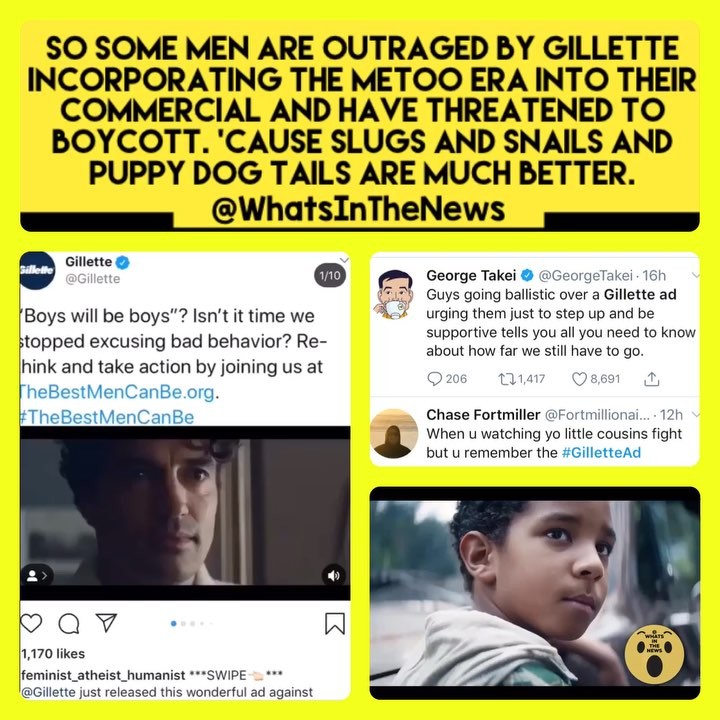 SO SOME MEN ARE OUTRAGED BY GILLETTE
INCORPORATING THE METOO ERA INTO THEIR
COMMERCIAL AND HAVE THREATENED TO
BOYCOTT. 'CAUSE SLUGS AND SNAILS AND
PUPPY DOG TAILS ARE MUCH BETTER.
@WhatsInTheNews
Gillette
Gillette
@Gillette
1/10
"Boys will be boys"? Isn't it time we
stopped excusing bad behavior? Re-
hink and take action by joining us at
TheBestMenCanBe.org.
#TheBestMenCanBe
1,170 likes
feminist_atheist_humanist ***SWIPE👈🏻***
@Gillette just released this wonderful ad against
George Takei @GeorgeTakei · 16h
Guys going ballistic over a Gillette ad
urging them just to step up and be
supportive tells you all you need to know
about how far we still have to go.
206 1,417 8,691
Chase Fortmiller @Fortmillionai... · 12h
When u watching yo little cousins fight
but u remember the #GilletteAd
WHATS
IN
THE
NEWS